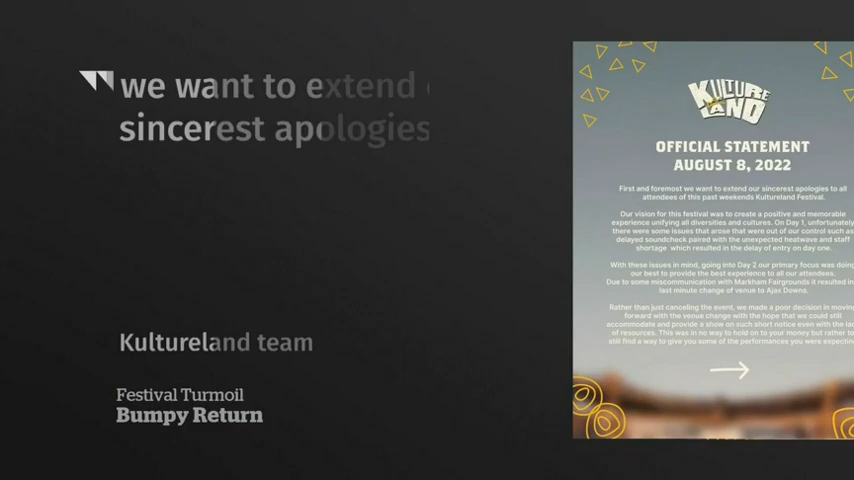 we want to extend
sincerest apologies
Kultureland team
Festival Turmoil
Bumpy Return
KULTURE
LAND
OFFICIAL STATEMENT
AUGUST 8, 2022
First and foremost we want to extend our sincerest apologies to all
attendees of this past weekends Kultureland Festival.
Our vision for this festival was to create a positive and memorable
experience unifying all diversities and cultures. On Day 1, unfortunately
there were some issues that arose that were out of our control such as
delayed soundcheck paired with the unexpected heatwave and staff
shortage which resulted in the delay of entry on day one.
With these issues in mind, going into Day 2 our primary focus was doing
our best to provide the best experience to all our attendees.
Due to some miscommunication with Markham Fairgrounds it resulted in
last minute change of venue to Ajax Downs.
Rather than just canceling the event, we made a poor decision in moving
forward with the venue change with the hope that we could still
accommodate and provide a show on such short notice even with the
of resources. This was in no way to hold on to your money but rather to
still find a way to give you some of the performances you were